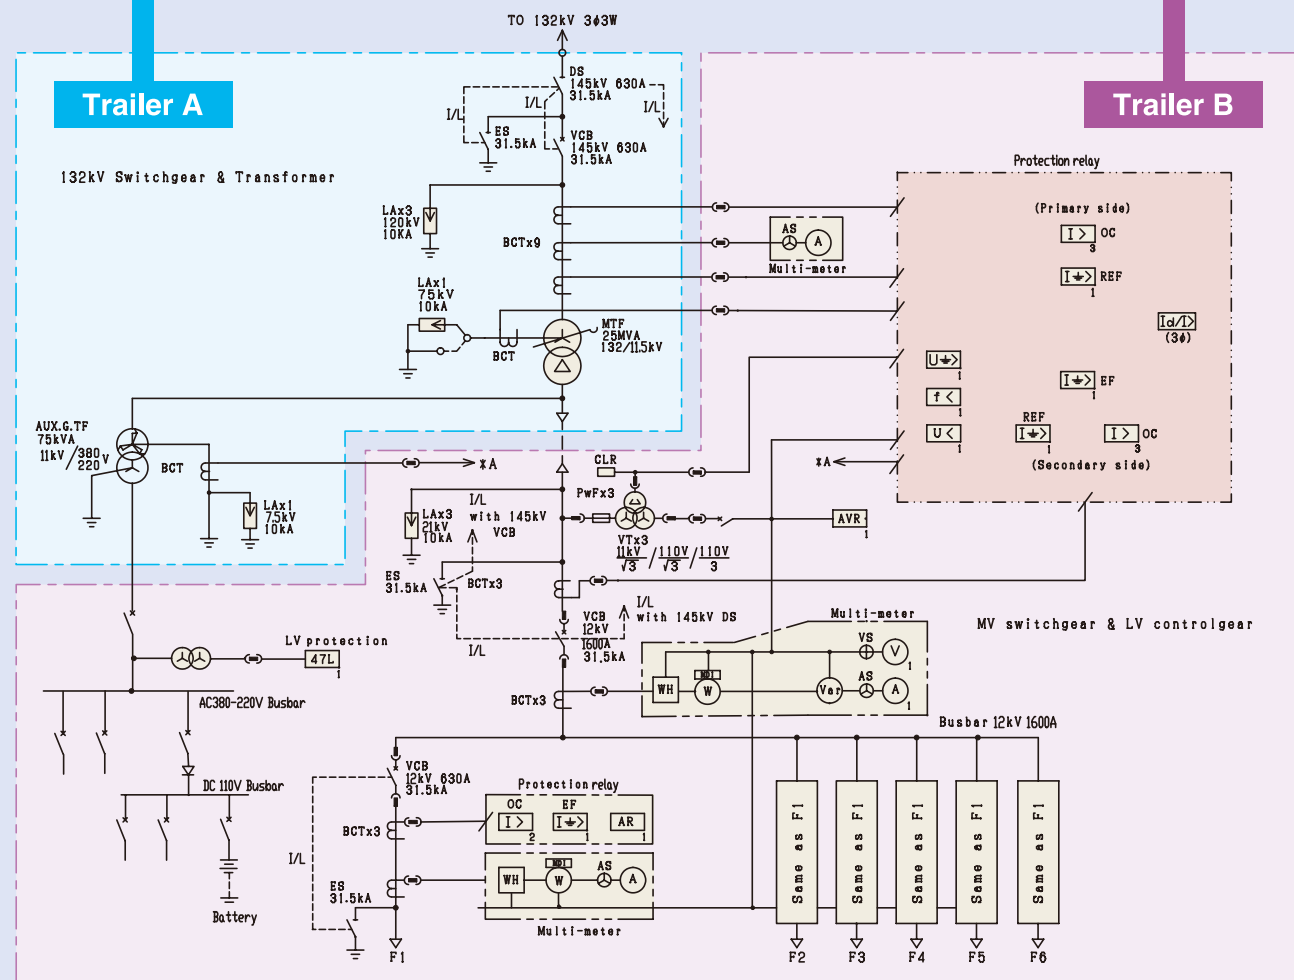 TO 132kV 3φ3W
Trailer A
Trailer B
DS
145kV 630A
31.5kA
I/L
I/L
I/L
ES
31.5kA
VCB
145kV 630A
31.5kA
132kV Switchgear & Transformer
LAx3
120kV
10KA
BCTx9
AS
A
Multi-meter
LAx1
75kV
10kA
BCT
MTF
25MVA
132/11.5kV
Protection relay
(Primary side)
I >
OC
3
I >
REF
1
Id/I>
(3φ)
U >
1
f <
1
U <
1
I >
EF
1
REF
I >
1
I >
OC
3
(Secondary side)
AUX.G.TF
75kVA
11kV / 380 V
220
BCT
LAx1
7.5kV
10kA
*A
*A
CLR
PwFx3
VTx3
11kV / 110V / 110V
√3 √3 3
AVR
1
LAx3
21kV
10kA
I/L
with 145kV
VCB
ES
31.5kA
BCTx3
VCB
12kV
1600A
31.5kA
I/L
with 145kV DS
I/L
MV switchgear & LV controlgear
LV protection
47L
1
Multi-meter
VS
V
1
WH
MDI
W
Var
AS
A
1
BCTx3
AC380-220V Busbar
Busbar 12kV 1600A
DC 110V Busbar
Battery
VCB
12kV 630A
31.5kA
BCTx3
I/L
ES
31.5kA
Protection relay
OC
I >
2
EF
I >
1
AR
1
WH
MDI
W
AS
A
Multi-meter
Same as F1
Same as F1
Same as F1
Same as F1
Same as F1
F1
F2
F3
F4
F5
F6